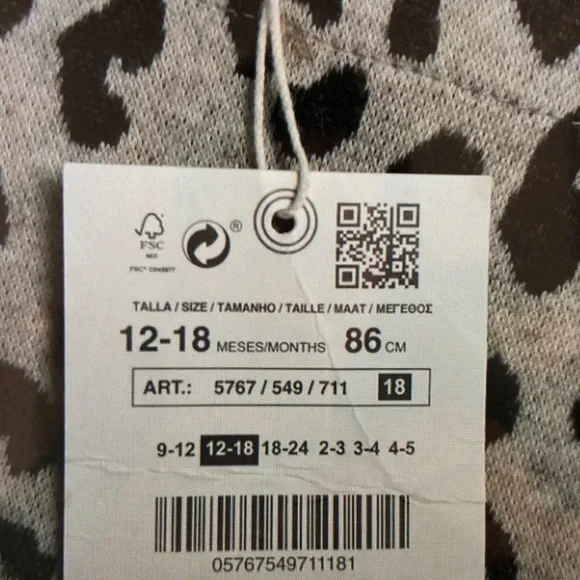 FSC
MIX
®
TALLA / SIZE / TAMANHO / TAILLE / MAAT / ΜΕΓΕΘΟΣ
12-18 MESES/MONTHS 86 CM
ART.: 5767 / 549 / 711 18
9-12 12-18 18-24 2-3 3-4 4-5
05767549711181